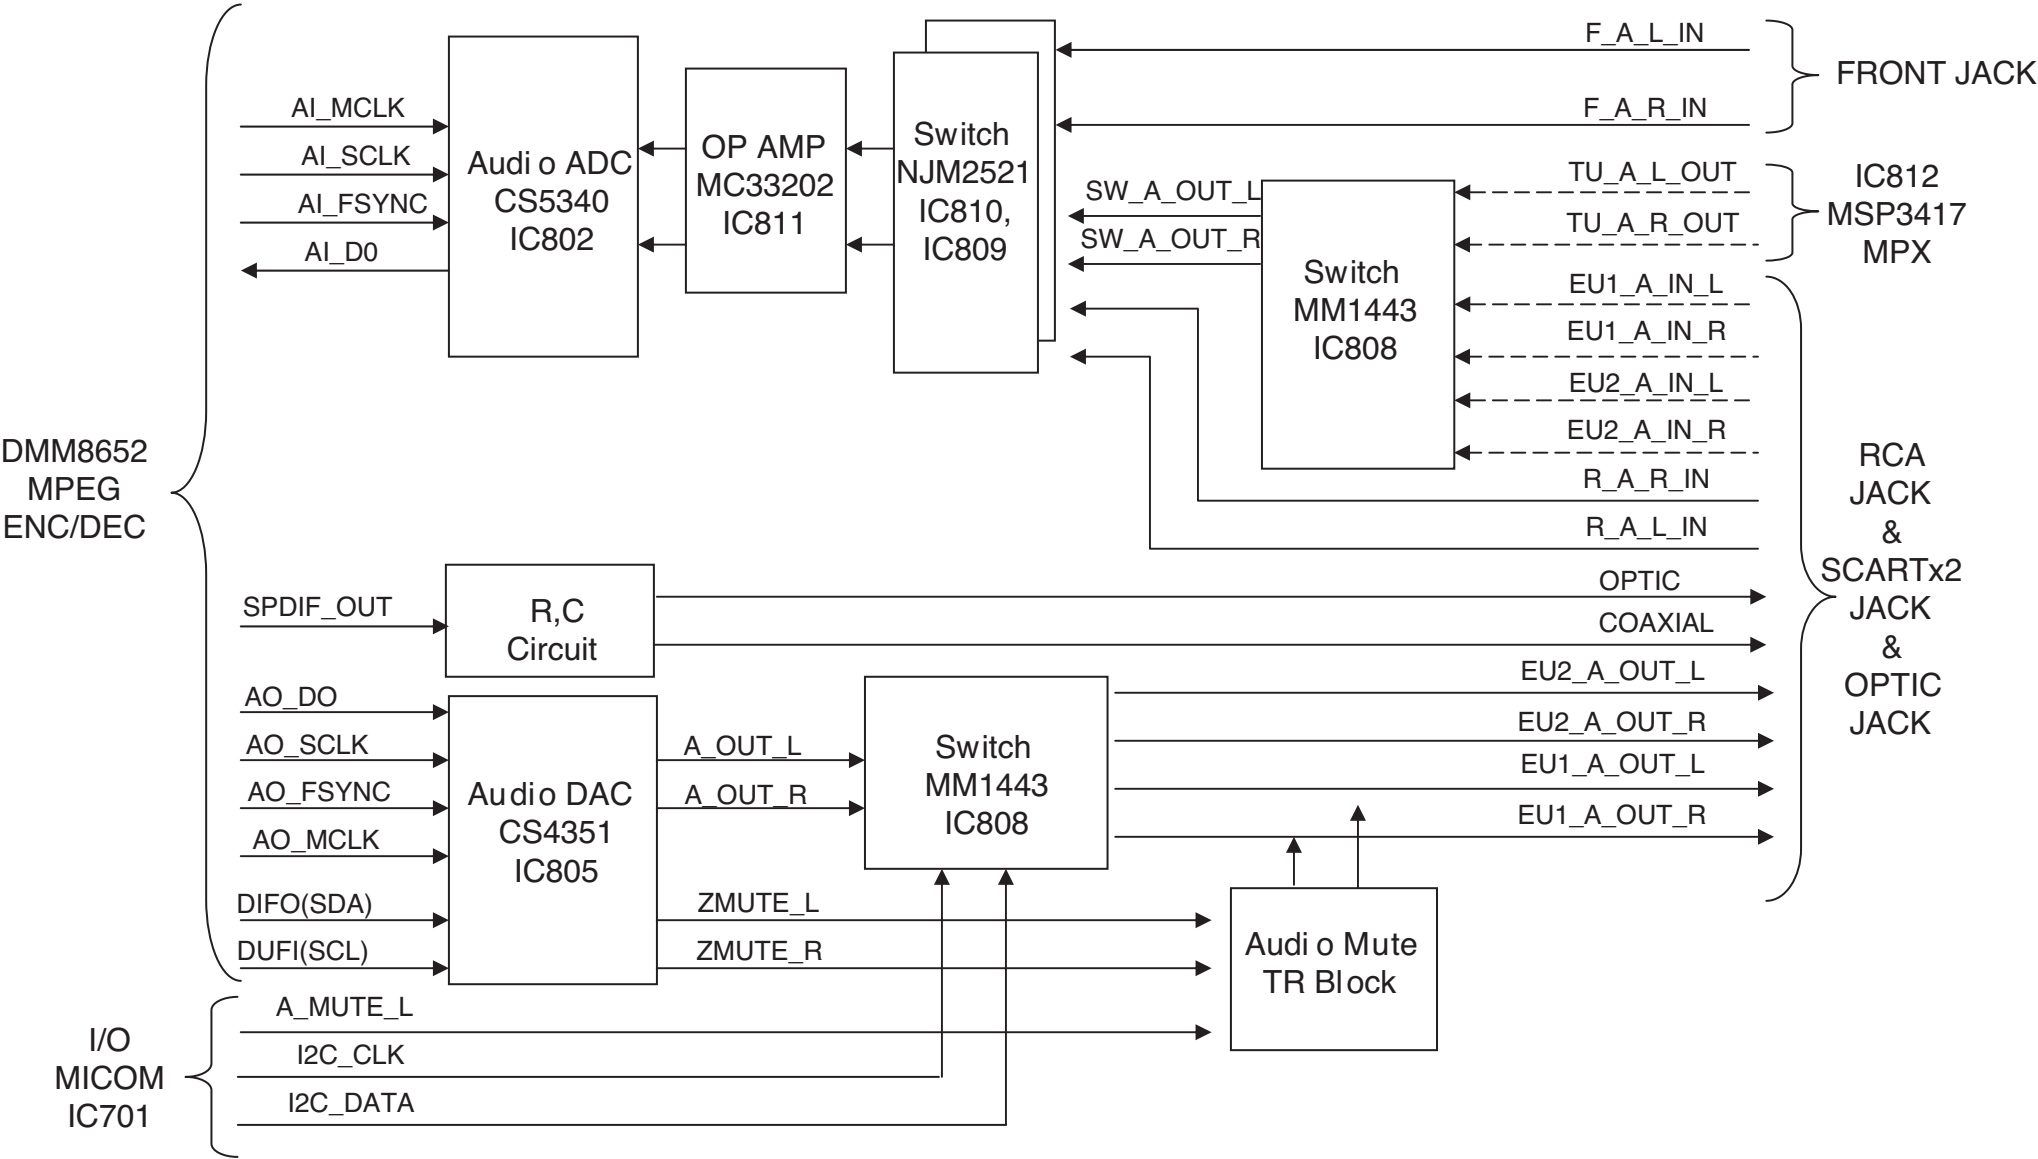 DMM8652
MPEG
ENC/DEC
AI_MCLK
AI_SCLK
AI_FSYNC
AI_D0
Audio ADC
CS5340
IC802
OP AMP
MC33202
IC811
Switch
NJM2521
IC810,
IC809
SW_A_OUT_L
SW_A_OUT_R
Switch
MM1443
IC808
F_A_L_IN
F_A_R_IN
FRONT JACK
TU_A_L_OUT
TU_A_R_OUT
IC812
MSP3417
MPX
EU1_A_IN_L
EU1_A_IN_R
EU2_A_IN_L
EU2_A_IN_R
R_A_R_IN
R_A_L_IN
RCA
JACK
&
SCARTx2
JACK
&
OPTIC
JACK
SPDIF_OUT
R,C
Circuit
OPTIC
COAXIAL
AO_DO
AO_SCLK
AO_FSYNC
AO_MCLK
DIFO(SDA)
DUFI(SCL)
Audio DAC
CS4351
IC805
A_OUT_L
A_OUT_R
ZMUTE_L
ZMUTE_R
Switch
MM1443
IC808
EU2_A_OUT_L
EU2_A_OUT_R
EU1_A_OUT_L
EU1_A_OUT_R
Audio Mute
TR Block
I/O
MICOM
IC701
A_MUTE_L
I2C_CLK
I2C_DATA